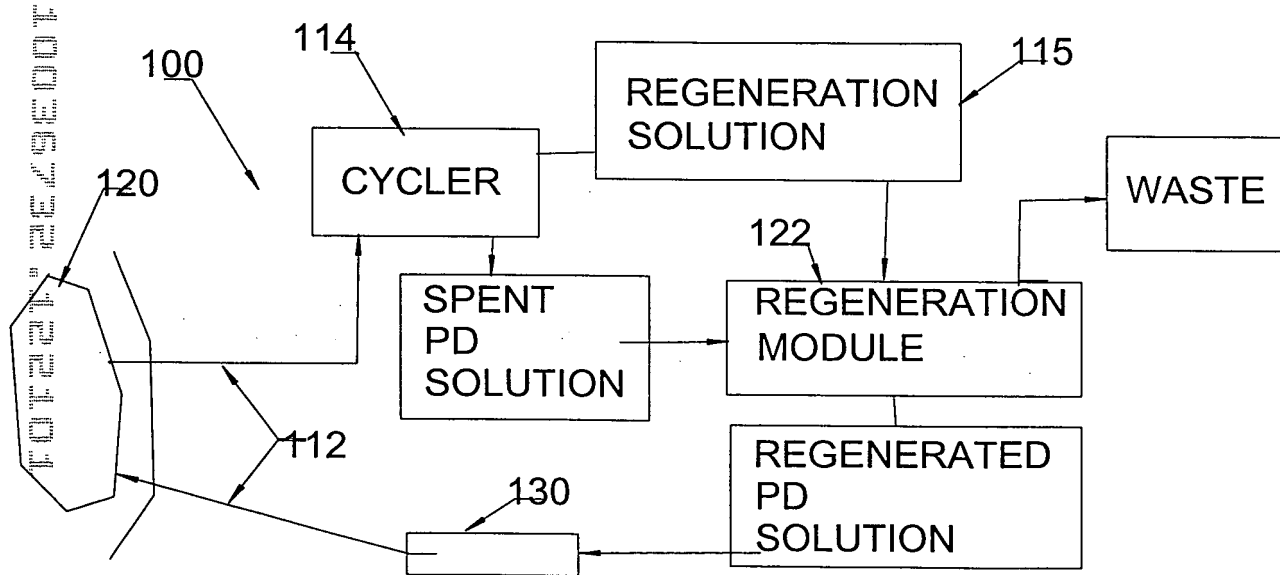 114
115
100
REGENERATION
SOLUTION
CYCLER
WASTE
120
122
SPENT
PD
SOLUTION
REGENERATION
MODULE
112
130
REGENERATED
PD
SOLUTION